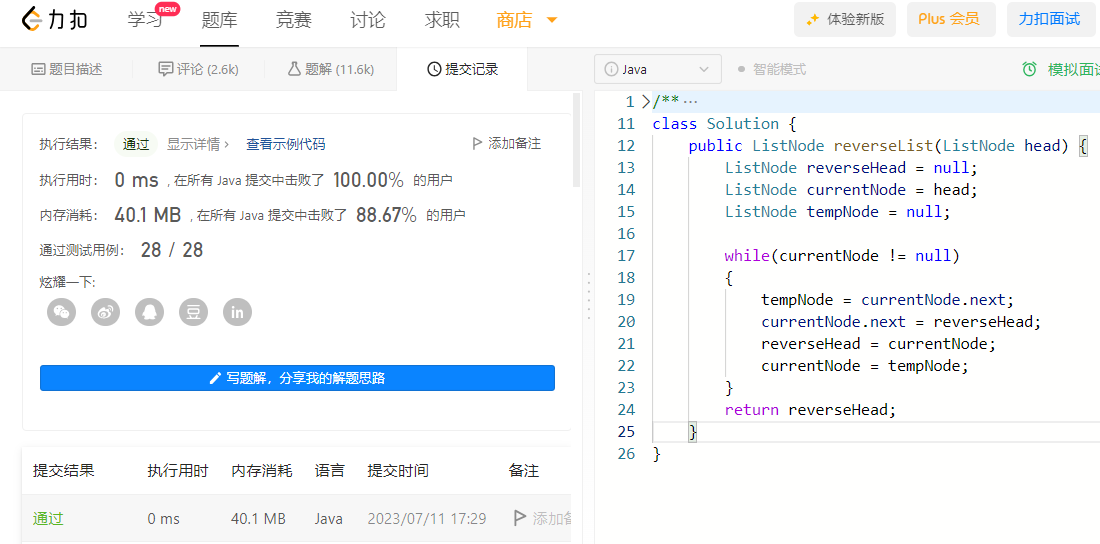 力扣 学习 new 题库 竞赛 讨论 求职 商店 体验新版 Plus 会员 力扣面试
题目描述 评论 (2.6k) 题解 (11.6k) 提交记录
执行结果: 通过 显示详情 › 查看示例代码 添加备注
执行用时: 0 ms , 在所有 Java 提交中击败了 100.00% 的用户
内存消耗: 40.1 MB , 在所有 Java 提交中击败了 88.67% 的用户
通过测试用例: 28 / 28
炫耀一下:
豆 in
写题解，分享我的解题思路
提交结果 执行用时 内存消耗 语言 提交时间 备注
通过 0 ms 40.1 MB Java 2023/07/11 17:29 添加备
Java 智能模式 模拟面试
1 /** ···
11 class Solution {
12 public ListNode reverseList(ListNode head) {
13 ListNode reverseHead = null;
14 ListNode currentNode = head;
15 ListNode tempNode = null;
16
17 while(currentNode != null)
18 {
19 tempNode = currentNode.next;
20 currentNode.next = reverseHead;
21 reverseHead = currentNode;
22 currentNode = tempNode;
23 }
24 return reverseHead;
25 }
26 }